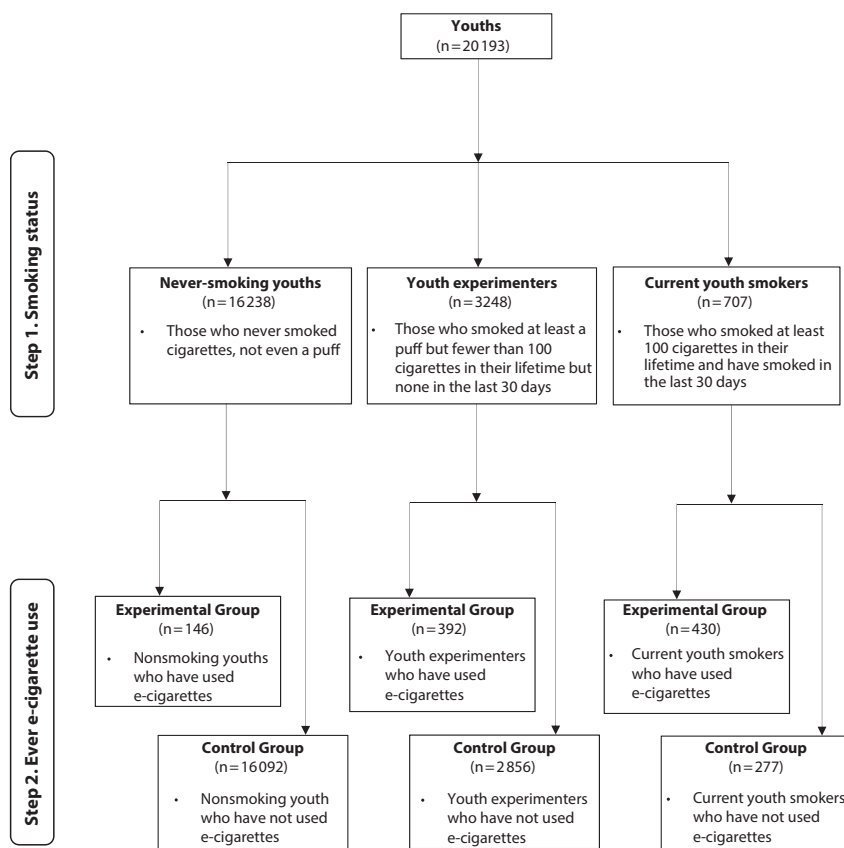 Youths
(n=20193)
Step 1. Smoking status
Never-smoking youths
(n=16238)
• Those who never smoked
cigarettes, not even a puff
Youth experimenters
(n=3248)
• Those who smoked at least a
puff but fewer than 100
cigarettes in their lifetime but
none in the last 30 days
Current youth smokers
(n=707)
• Those who smoked at least
100 cigarettes in their
lifetime and have smoked in
the last 30 days
Step 2. Ever e-cigarette use
Experimental Group
(n=146)
• Nonsmoking youths
who have used
e-cigarettes
Experimental Group
(n=392)
• Youth experimenters
who have used
e-cigarettes
Experimental Group
(n=430)
• Current youth smokers
who have used
e-cigarettes
Control Group
(n=16092)
• Nonsmoking youth
who have not used
e-cigarettes
Control Group
(n=2856)
• Youth experimenters
who have not used
e-cigarettes
Control Group
(n=277)
• Current youth smokers
who have not used
e-cigarettes